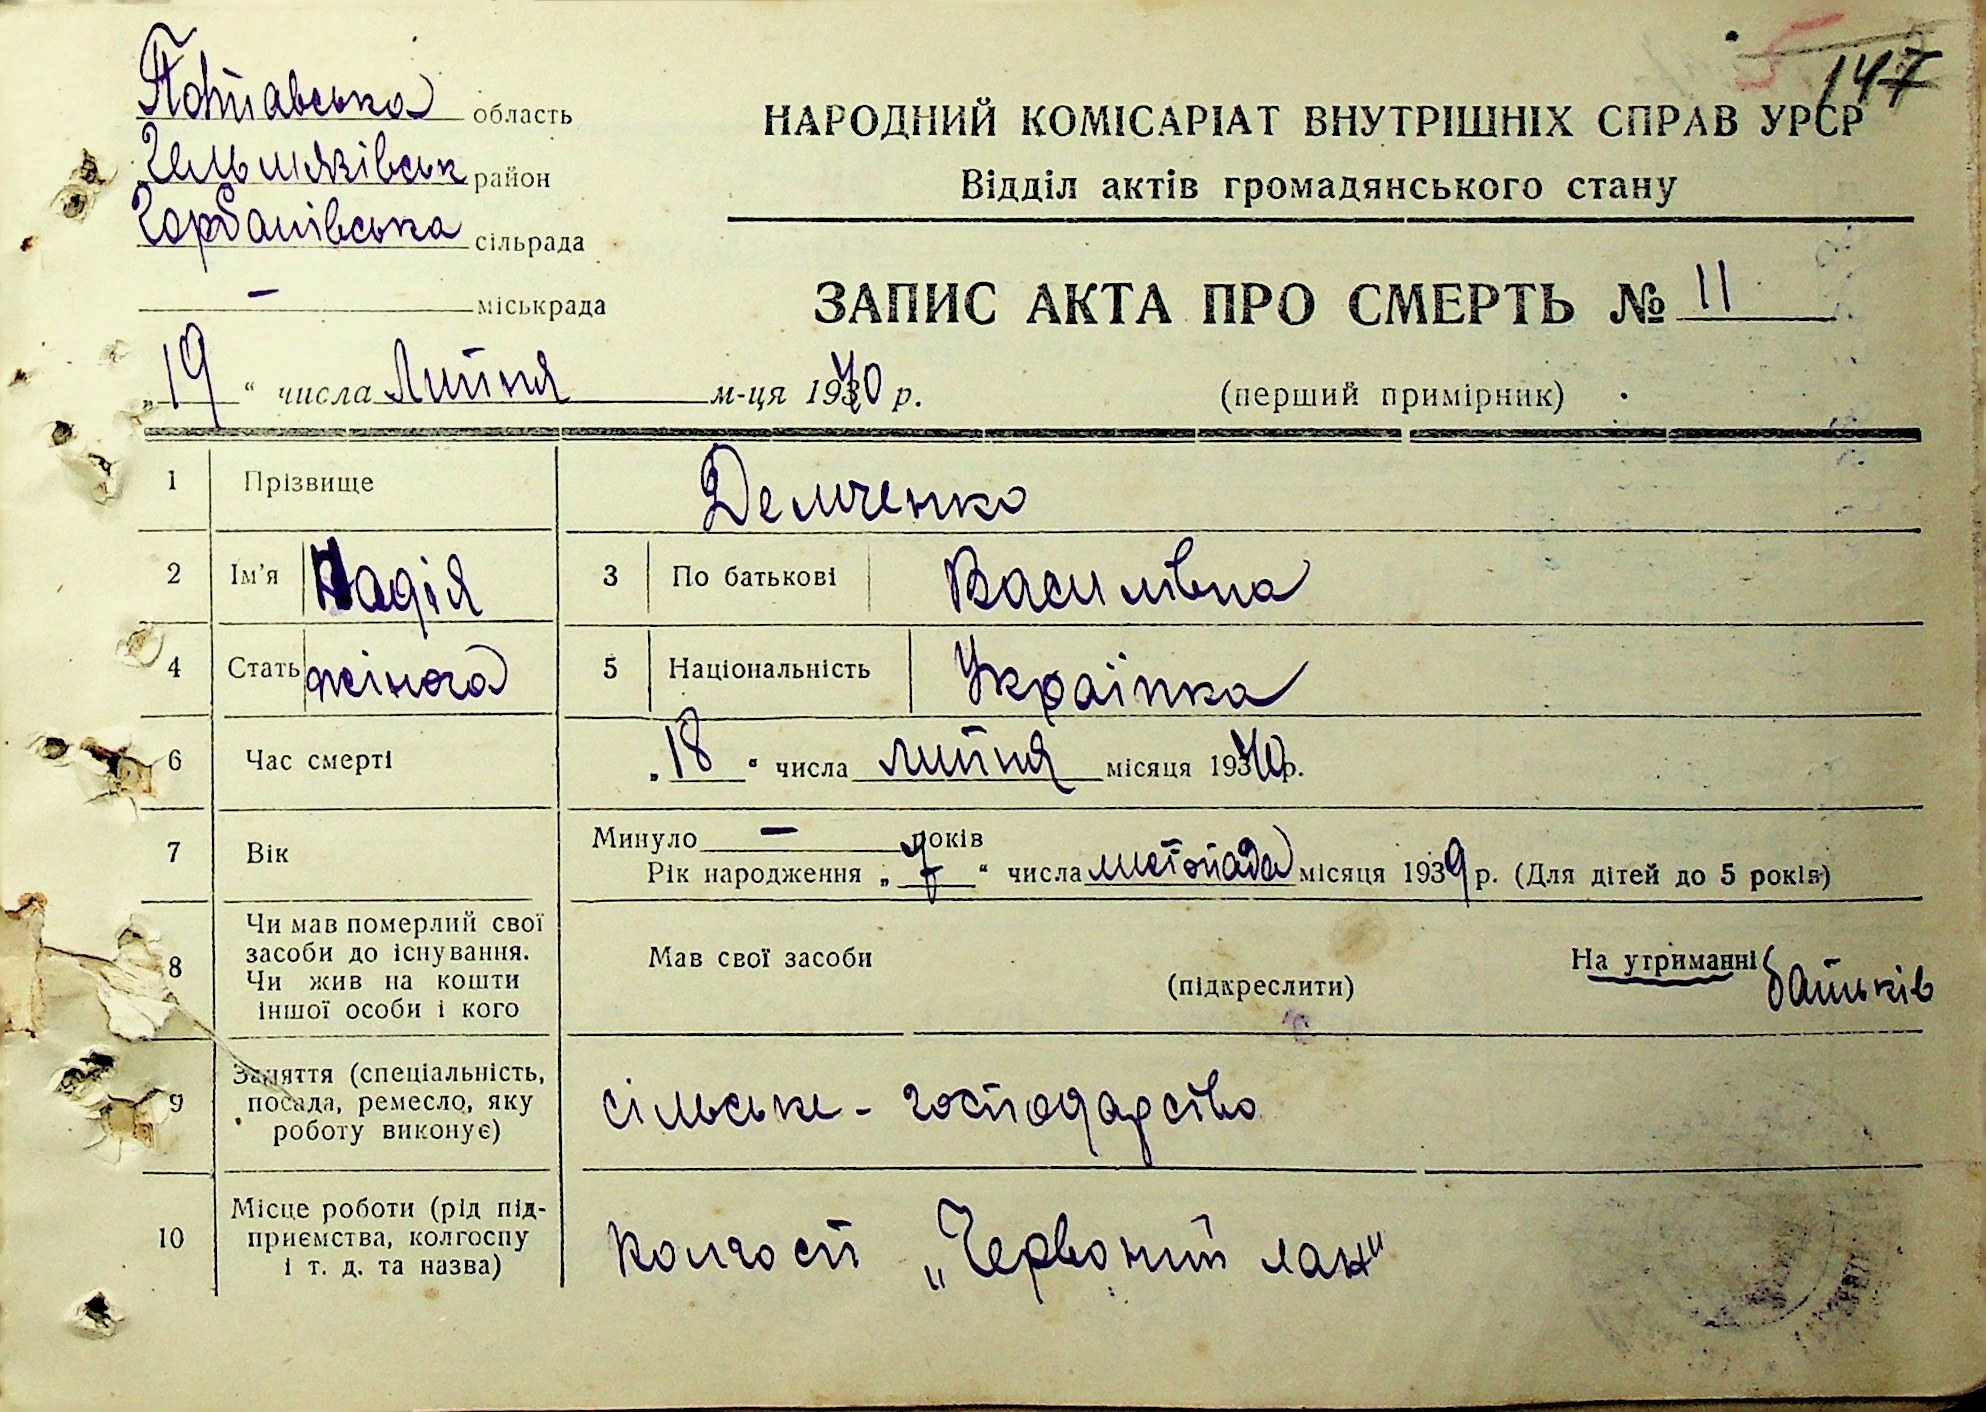 147
Полтавська область
Гельмязівськ район
Горбанівська сільрада
— міськрада
НАРОДНИЙ КОМІСАРІАТ ВНУТРІШНІХ СПРАВ УРСР
Відділ актів громадянського стану
ЗАПИС АКТА ПРО СМЕРТЬ № 11
„19“ числа Липня м-ця 1940 р. (перший примірник)
1 Прізвище Демченко
2 Ім'я Надія 3 По батькові Василівна
4 Стать жіноча 5 Національність Українка
6 Час смерті „18“ числа липня місяця 1940 р.
7 Вік Минуло — років
Рік народження „7“ числа листопада місяця 1939 р. (Для дітей до 5 років)
8 Чи мав померлий свої
засоби до існування.
Чи жив на кошти
іншої особи і кого
Мав свої засоби (підкреслити) На утриманні батьків
9 Заняття (спеціальність,
посада, ремесло, яку
роботу виконує)
сільське - господарство
10 Місце роботи (рід під-
приємства, колгоспу
і т. д. та назва)
колгосп „Червоний лан"